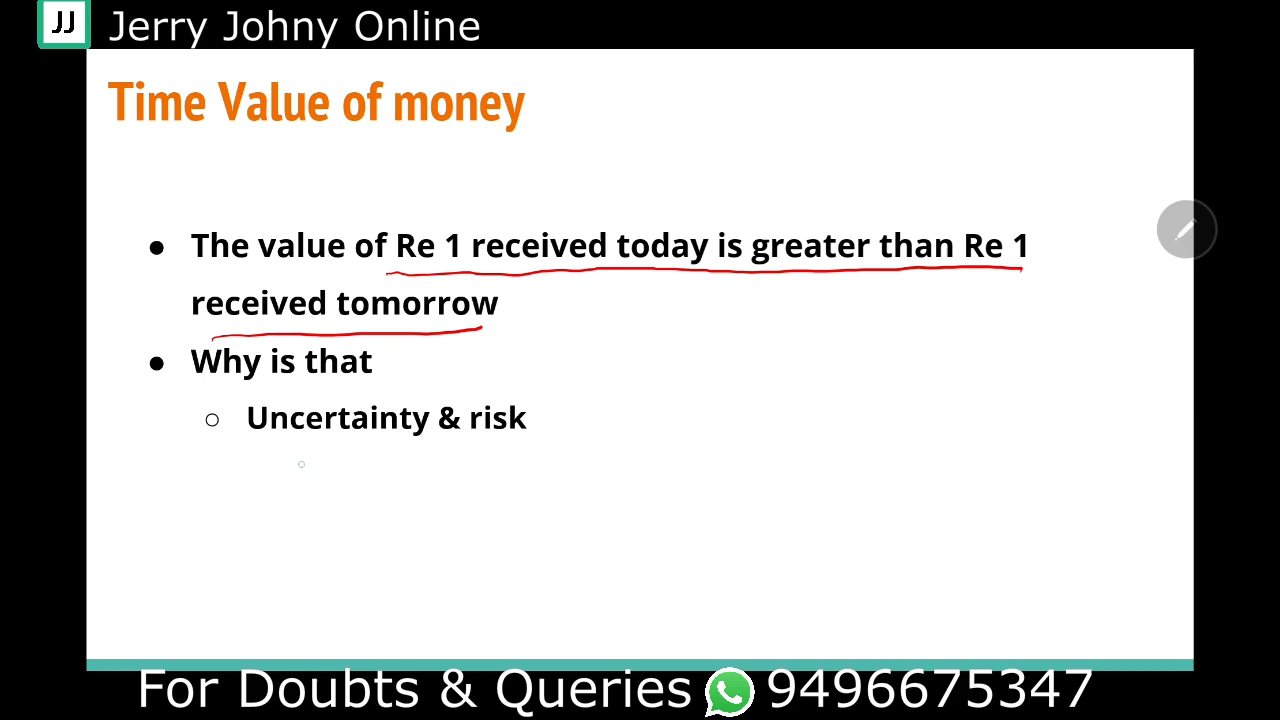 JJ Jerry Johny Online
Time Value of money
● The value of Re 1 received today is greater than Re 1
received tomorrow
● Why is that
○ Uncertainty & risk
For Doubts & Queries 9496675347